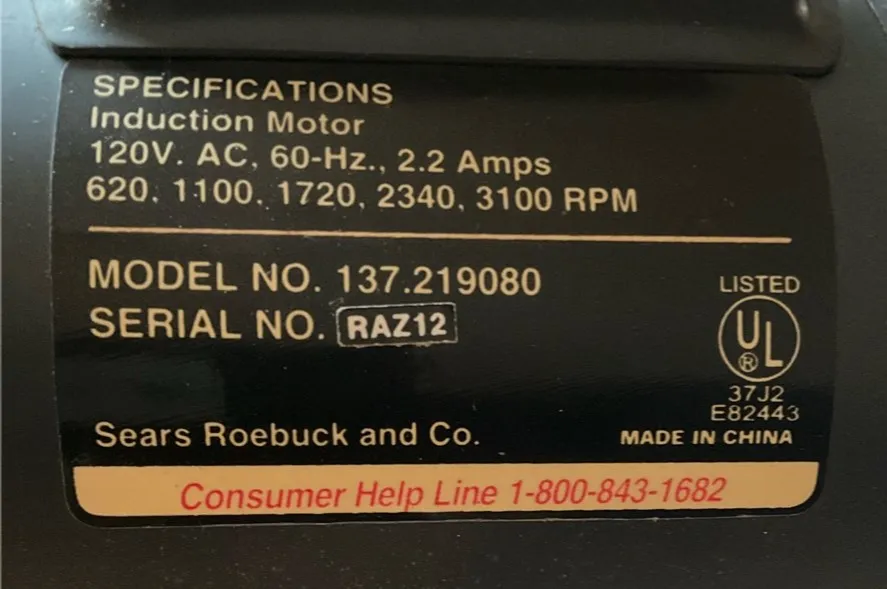 SPECIFICATIONS
Induction Motor
120V. AC, 60-Hz., 2.2 Amps
620, 1100, 1720, 2340, 3100 RPM
MODEL NO. 137.219080
SERIAL NO. RAZ12
LISTED
UL
®
37J2
E82443
Sears Roebuck and Co.
MADE IN CHINA
Consumer Help Line 1-800-843-1682